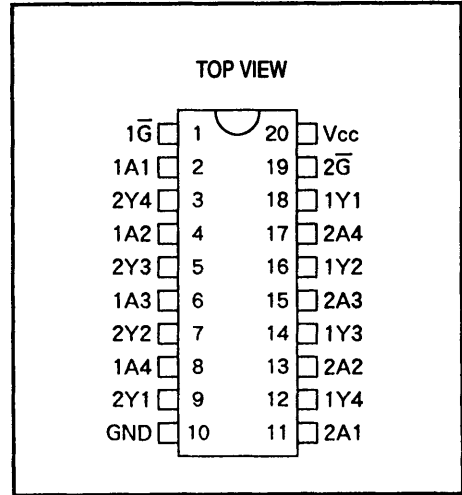 TOP VIEW
1G̅ 1 20 Vcc
1A1 2 19 2G̅
2Y4 3 18 1Y1
1A2 4 17 2A4
2Y3 5 16 1Y2
1A3 6 15 2A3
2Y2 7 14 1Y3
1A4 8 13 2A2
2Y1 9 12 1Y4
GND 10 11 2A1